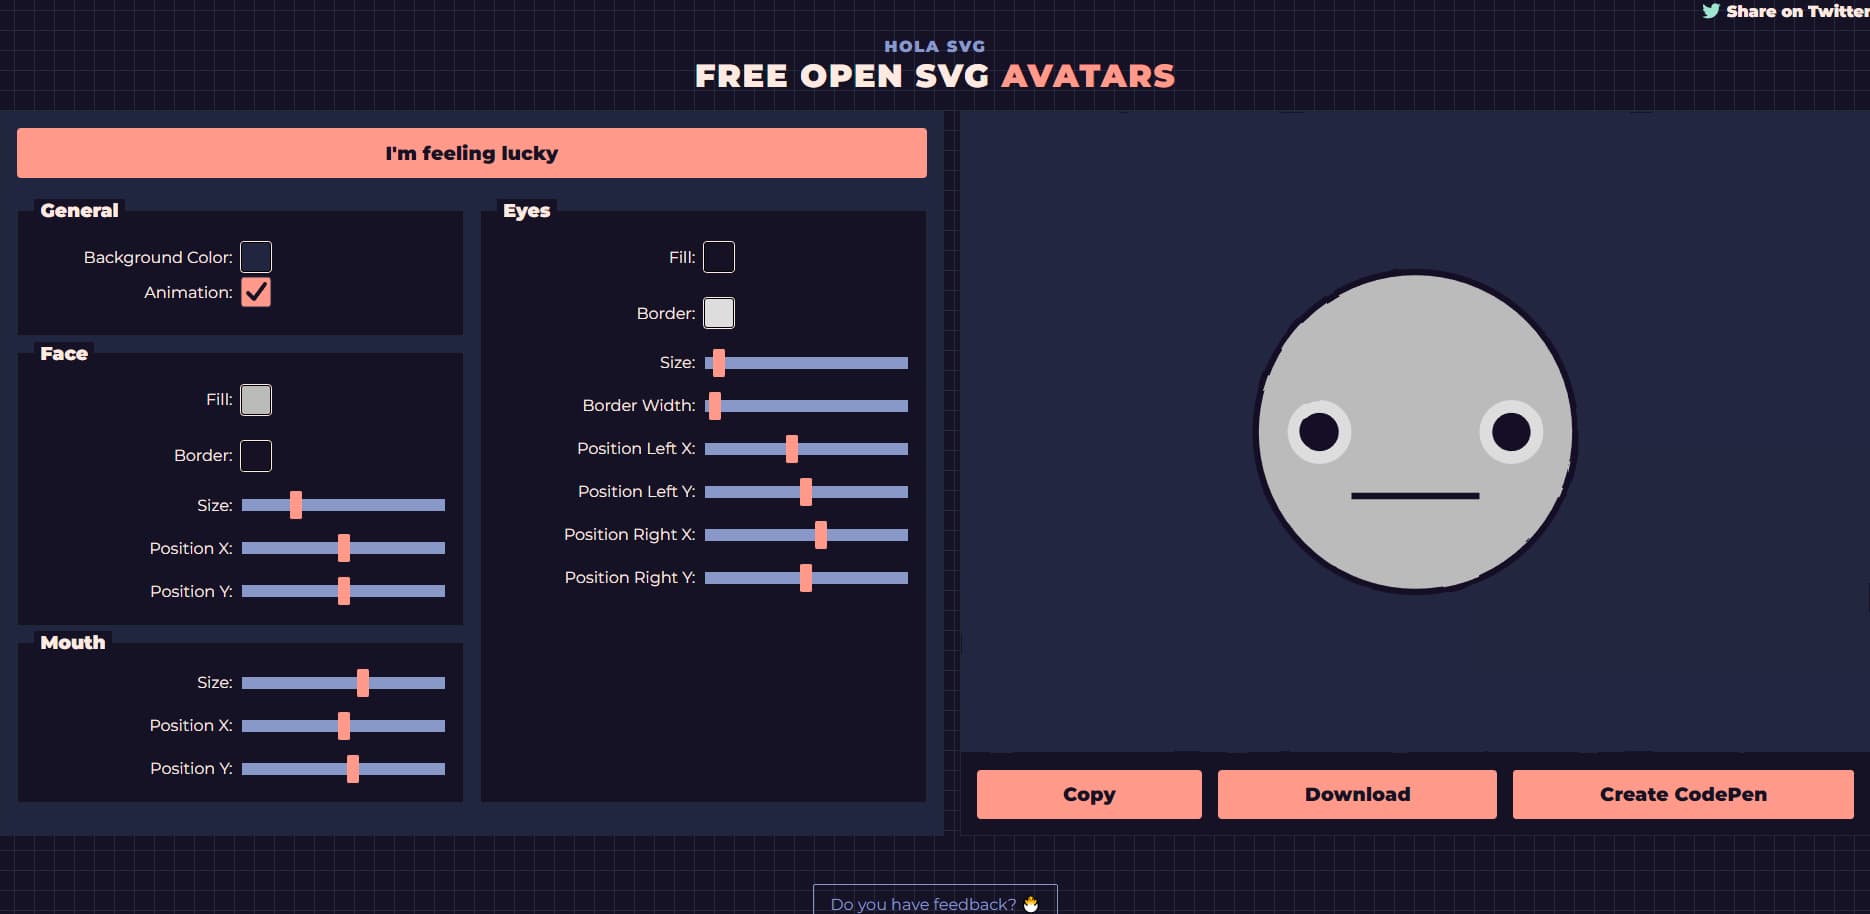 Share on Twitter
HOLA SVG
FREE OPEN SVG AVATARS
I'm feeling lucky
General
Background Color:
Animation:
Face
Fill:
Border:
Size:
Position X:
Position Y:
Mouth
Size:
Position X:
Position Y:
Eyes
Fill:
Border:
Size:
Border Width:
Position Left X:
Position Left Y:
Position Right X:
Position Right Y:
Copy
Download
Create CodePen
Do you have feedback? 🐣